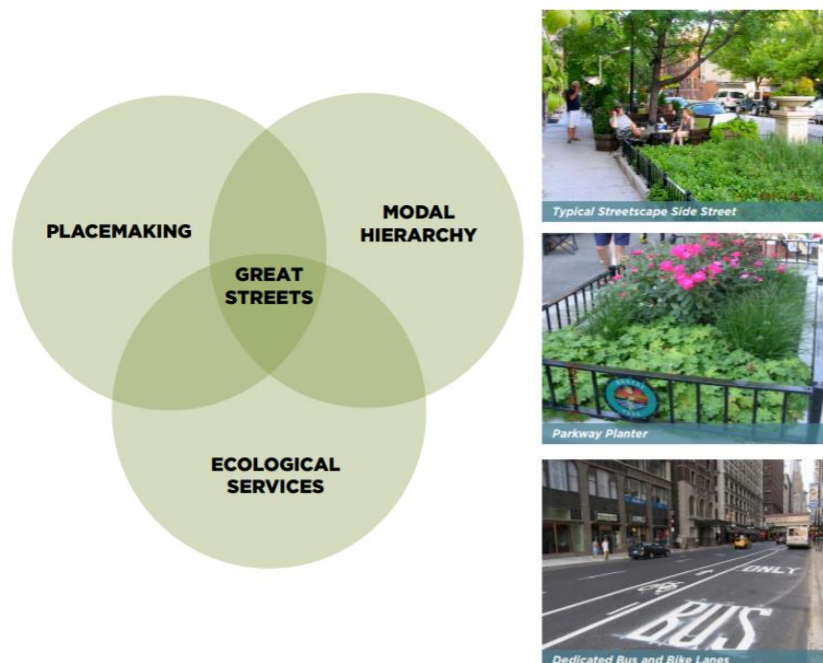 PLACEMAKING
MODAL
HIERARCHY
GREAT
STREETS
ECOLOGICAL
SERVICES
Typical Streetscape Side Street
Parkway Planter
ONLY
BUS
Dedicated Bus and Bike Lanes